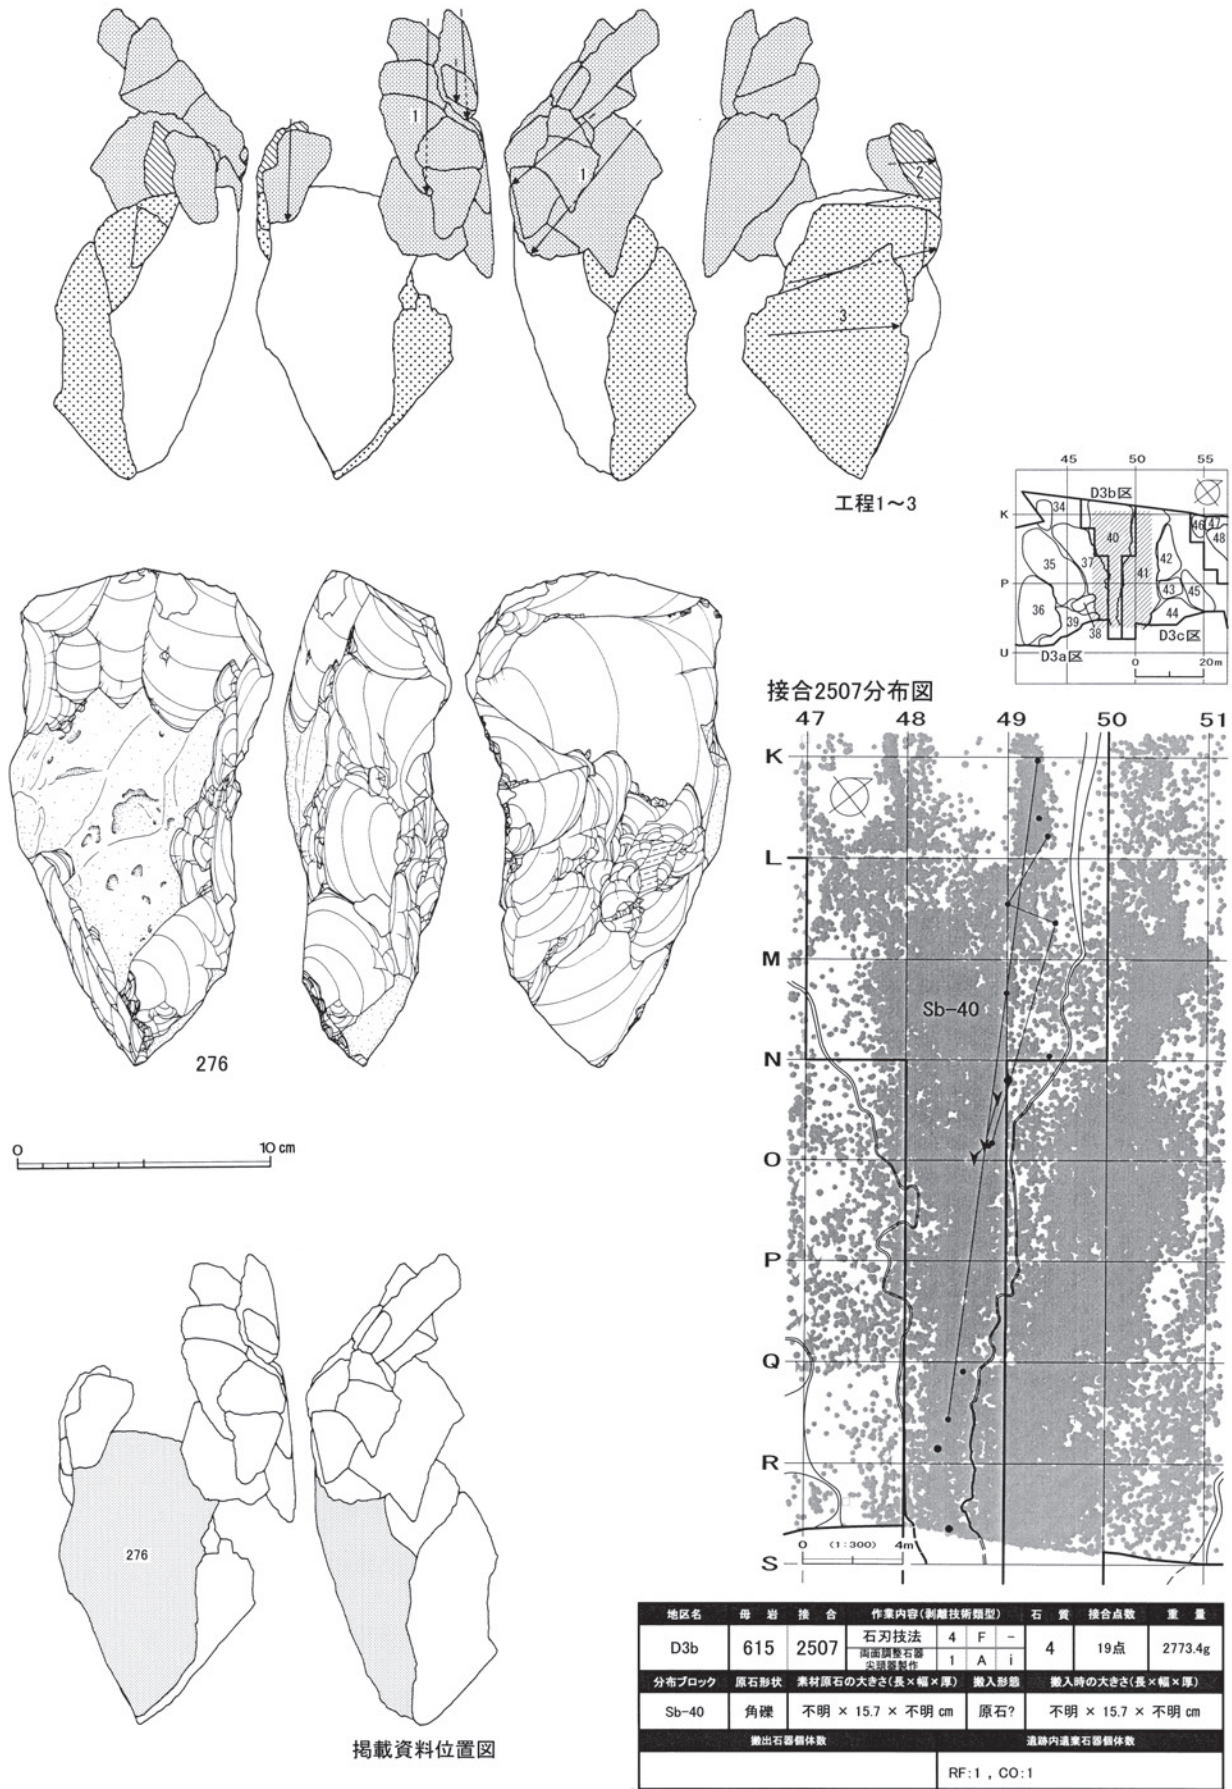 1
1
2
3
工程1～3
45 50 55
D3b区
K
34
46 47
40
48
35
37
42
41
P
43 45
36
44
39
38
D3c区
U
D3a区
0 20m
接合2507分布図
47 48 49 50 51
K
L
M
Sb-40
N
O
P
Q
R
0 (1:300) 4m
S
276
0 10cm
276
掲載資料位置図
地区名 母岩 接合 作業内容(剥離技術類型) 石質 接合点数 重量
D3b 615 2507 石刃技法 4 F - 4 19点 2773.4g
両面調整石器
尖頭器製作 1 A i
分布ブロック 原石形状 素材原石の大きさ(長×幅×厚) 搬入形態 搬入時の大きさ(長×幅×厚)
Sb-40 角礫 不明 × 15.7 × 不明 cm 原石? 不明 × 15.7 × 不明 cm
搬出石器個体数 遺跡内遺棄石器個体数
RF:1 , CO:1